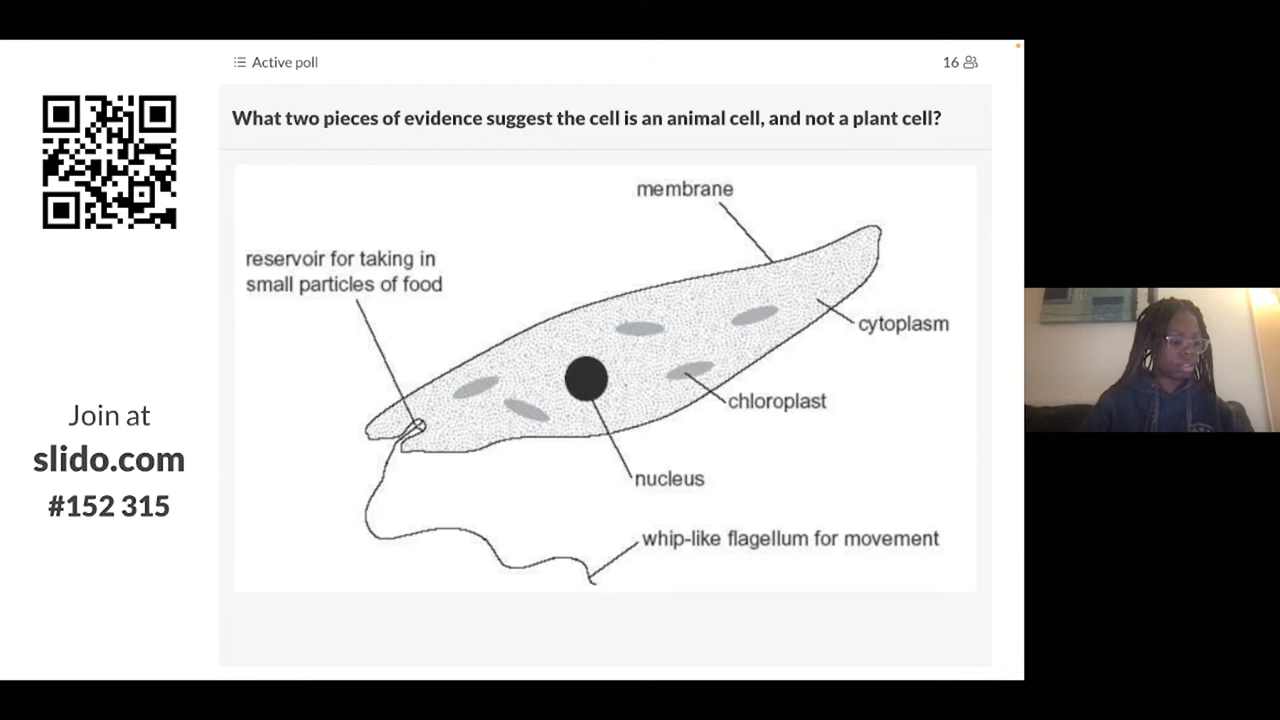 Active poll
16
What two pieces of evidence suggest the cell is an animal cell, and not a plant cell?
membrane
reservoir for taking in
small particles of food
cytoplasm
chloroplast
nucleus
whip-like flagellum for movement
Join at
slido.com
#152 315